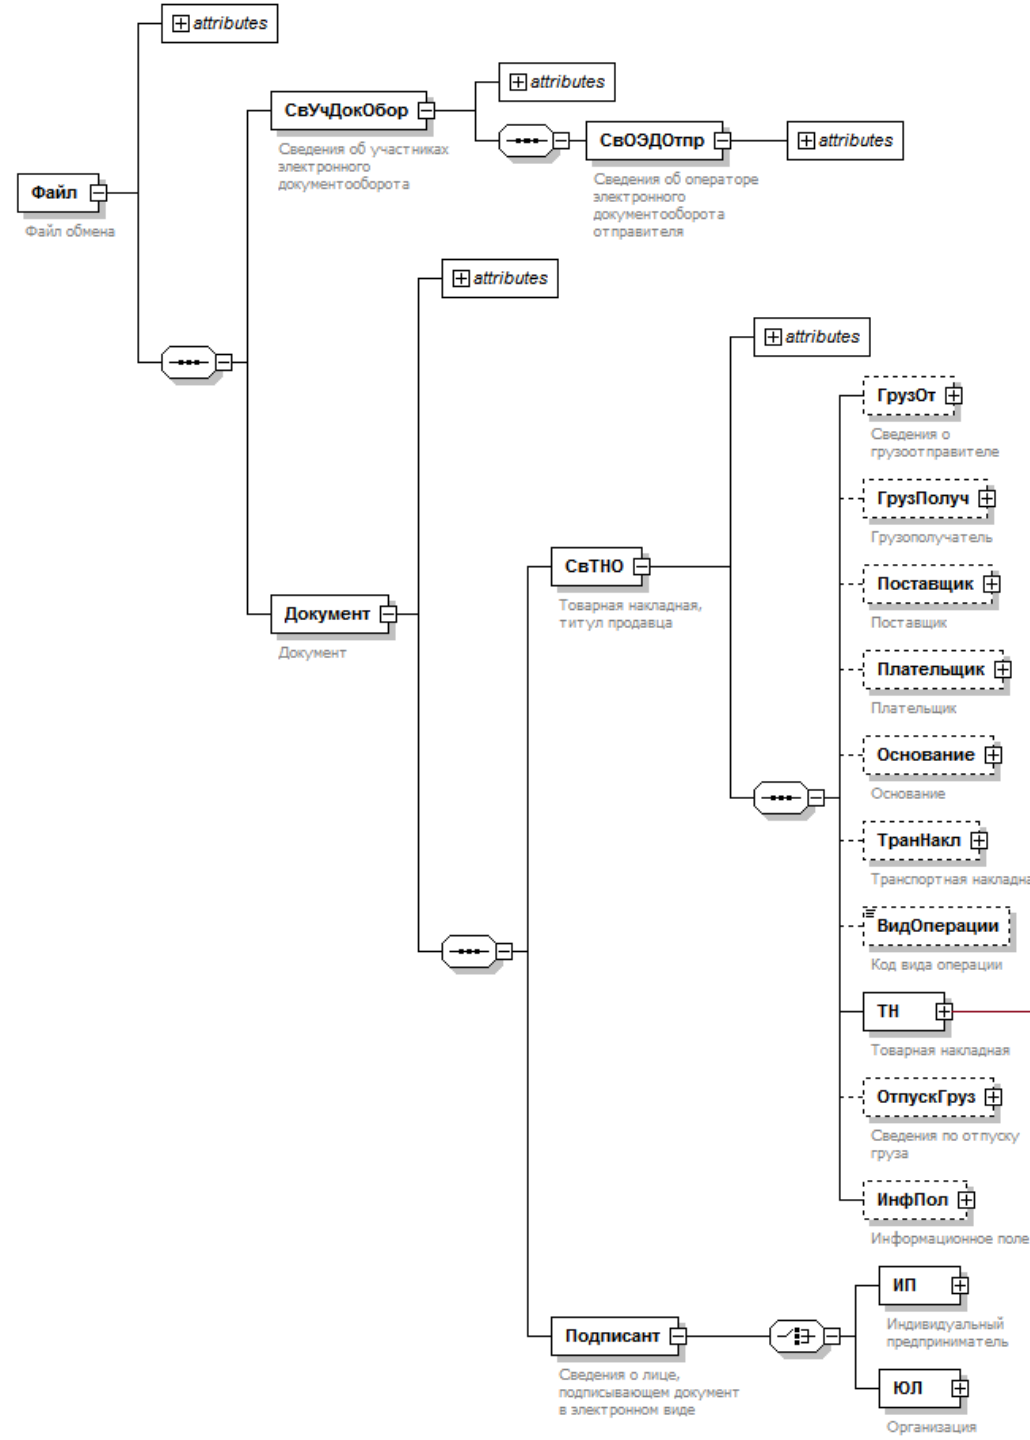 attributes
attributes
СвУчДокОбор
Сведения об участниках
электронного
документооборота
СвОЭДОтпр
attributes
Сведения об операторе
электронного
документооборота
отправителя
Файл
Файл обмена
attributes
attributes
ГрузОт
Сведения о
грузоотправителе
ГрузПолуч
Грузополучатель
СвТНО
Товарная накладная,
титул продавца
Поставщик
Поставщик
Документ
Документ
Плательщик
Плательщик
Основание
Основание
ТранНакл
Транспортная накладна
ВидОперации
Код вида операции
ТН
Товарная накладная
ОтпускГруз
Сведения по отпуску
груза
ИнфПол
Информационное поле
Подписант
Сведения о лице,
подписывающем документ
в электронном виде
ИП
Индивидуальный
предприниматель
ЮЛ
Организация